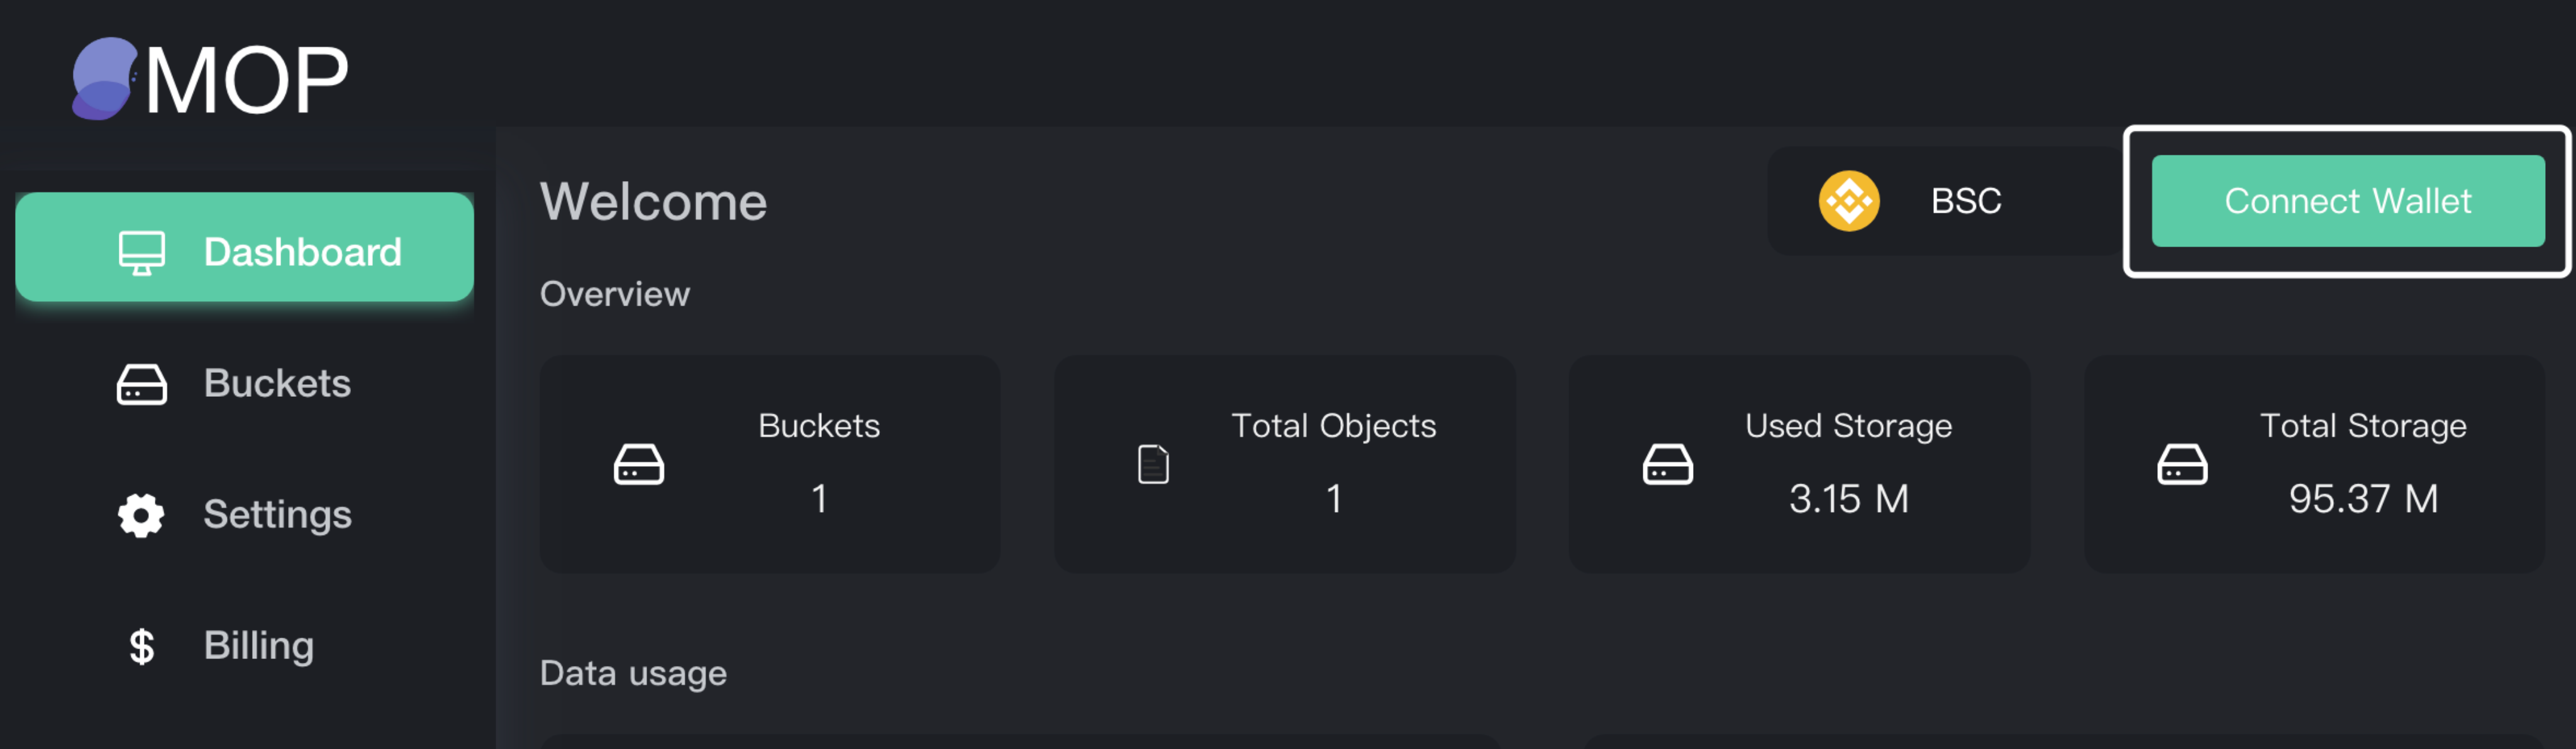 MOP
Dashboard
Buckets
Settings
$ Billing
Welcome
BSC
Connect Wallet
Overview
Buckets
1
Total Objects
1
Used Storage
3.15 M
Total Storage
95.37 M
Data usage